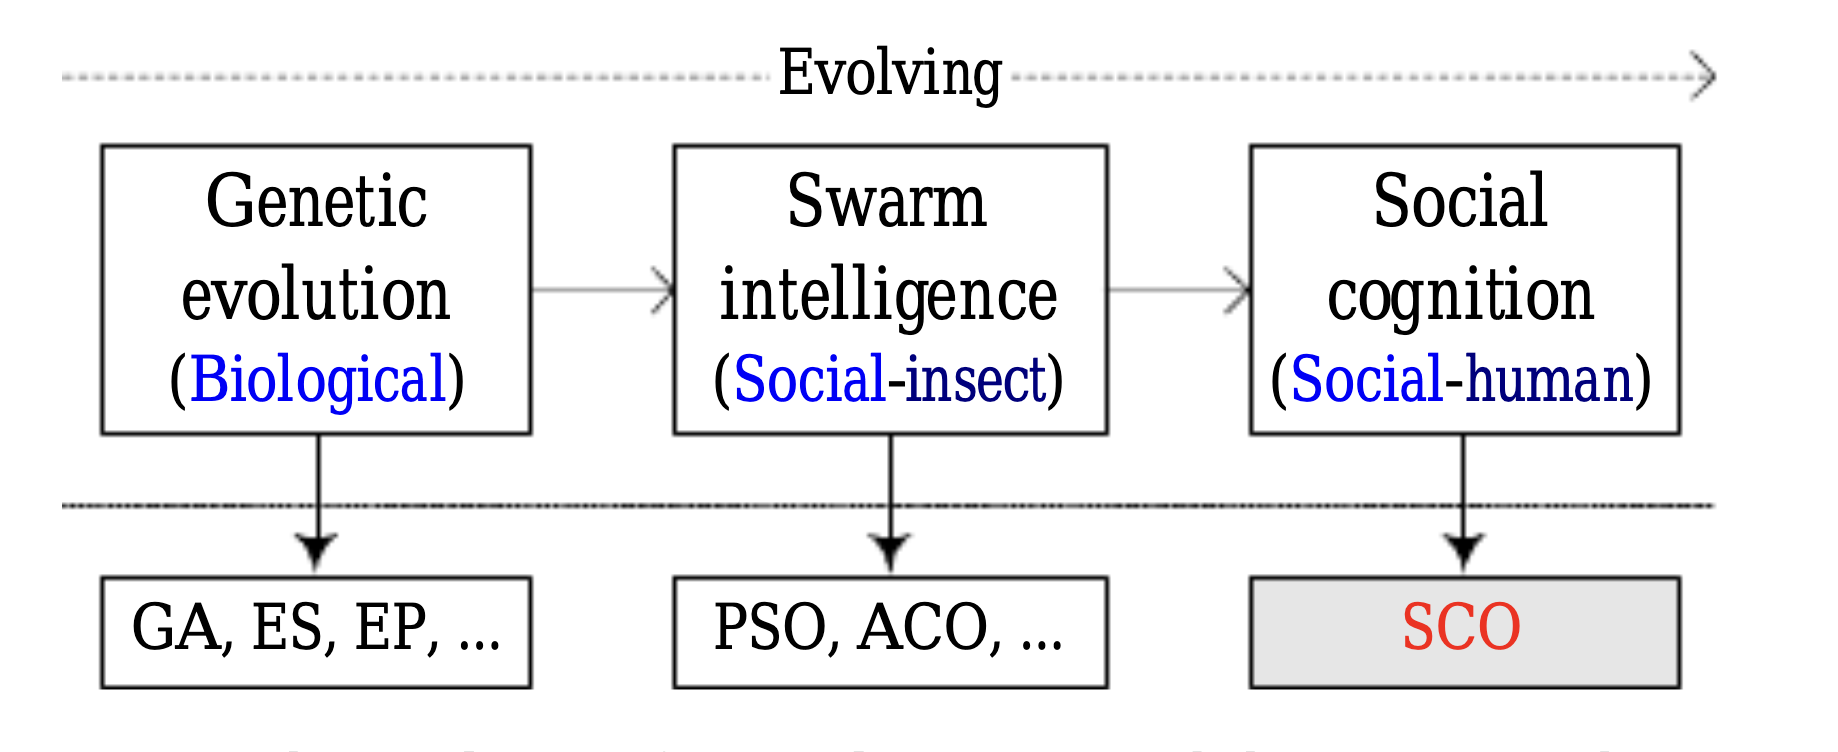 Evolving
Genetic
evolution
(Biological)
Swarm
intelligence
(Social-insect)
Social
cognition
(Social-human)
GA, ES, EP, ...
PSO, ACO, ...
SCO